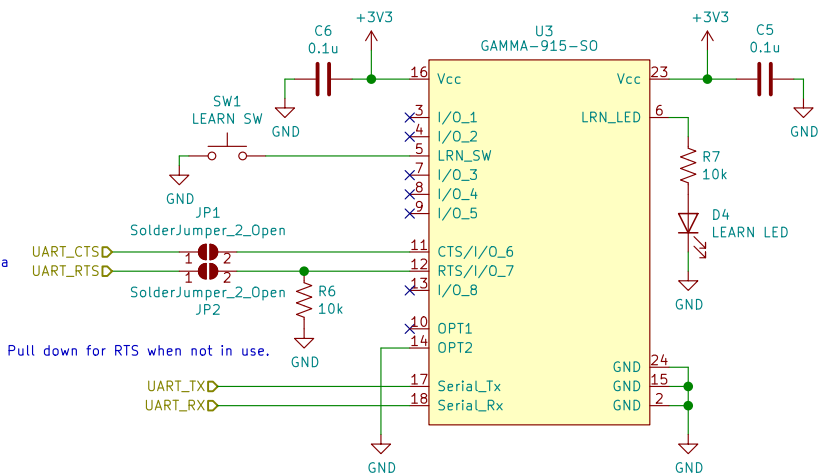 +3V3
+3V3
C6
0.1u
U3
GAMMA-915-SO
C5
0.1u
16 Vcc
Vcc 23
GND
GND
SW1
LEARN SW
3 I/O_1
4 I/O_2
5 LRN_SW
7 I/O_3
8 I/O_4
9 I/O_5
LRN_LED 6
R7
10k
GND
D4
LEARN LED
GND
JP1
SolderJumper_2_Open
UART_CTS
1 2
11 CTS/I/O_6
a
UART_RTS
1 2
12 RTS/I/O_7
SolderJumper_2_Open
JP2
R6
10k
13 I/O_8
GND
10 OPT1
14 OPT2
Pull down for RTS when not in use.
GND 24
UART_TX
17 Serial_Tx
GND 15
UART_RX
18 Serial_Rx
GND 2
GND
GND